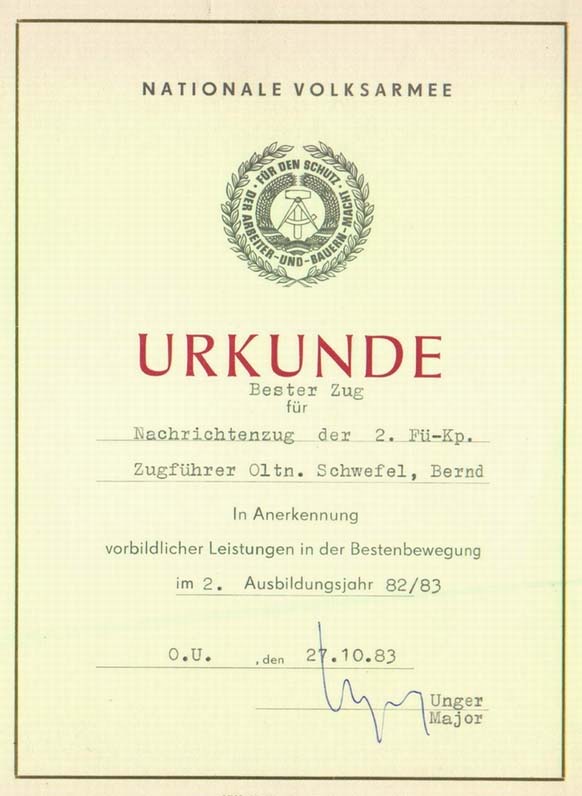 NATIONALE VOLKSARMEE
FÜR DEN SCHUTZ · DER ARBEITER-UND-BAUERN-MACHT ·
URKUNDE
Bester Zug
für
Nachrichtenzug der 2. Fü-Kp.
Zugführer Oltn. Schwefel, Bernd
In Anerkennung
vorbildlicher Leistungen in der Bestenbewegung
im 2. Ausbildungsjahr 82/83
O.U. , den 27.10.83
Unger
Major